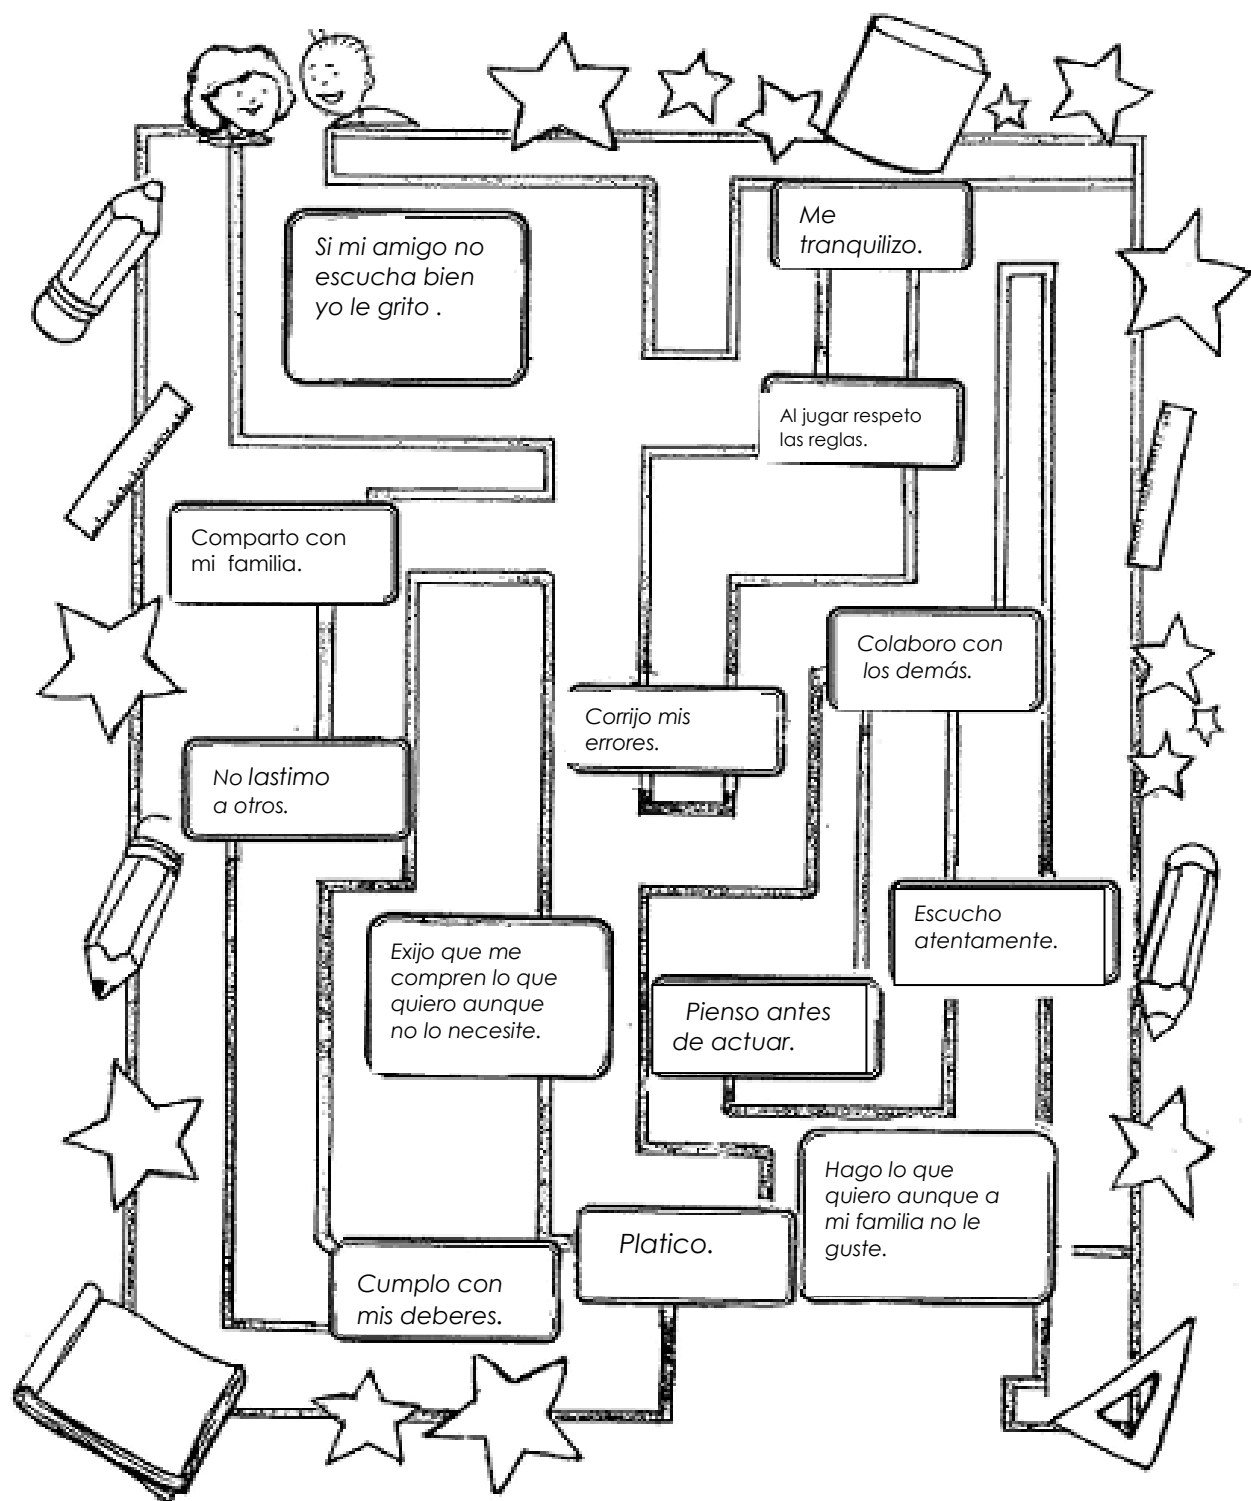 Me
tranquilizo.
Si mi amigo no
escucha bien
yo le grito .
Al jugar respeto
las reglas.
Comparto con
mi familia.
Colaboro con
los demás.
Corrijo mis
errores.
No lastimo
a otros.
Escucho
atentamente.
Exijo que me
compren lo que
quiero aunque
no lo necesite.
Pienso antes
de actuar.
Hago lo que
quiero aunque a
mi familia no le
guste.
Platico.
Cumplo con
mis deberes.